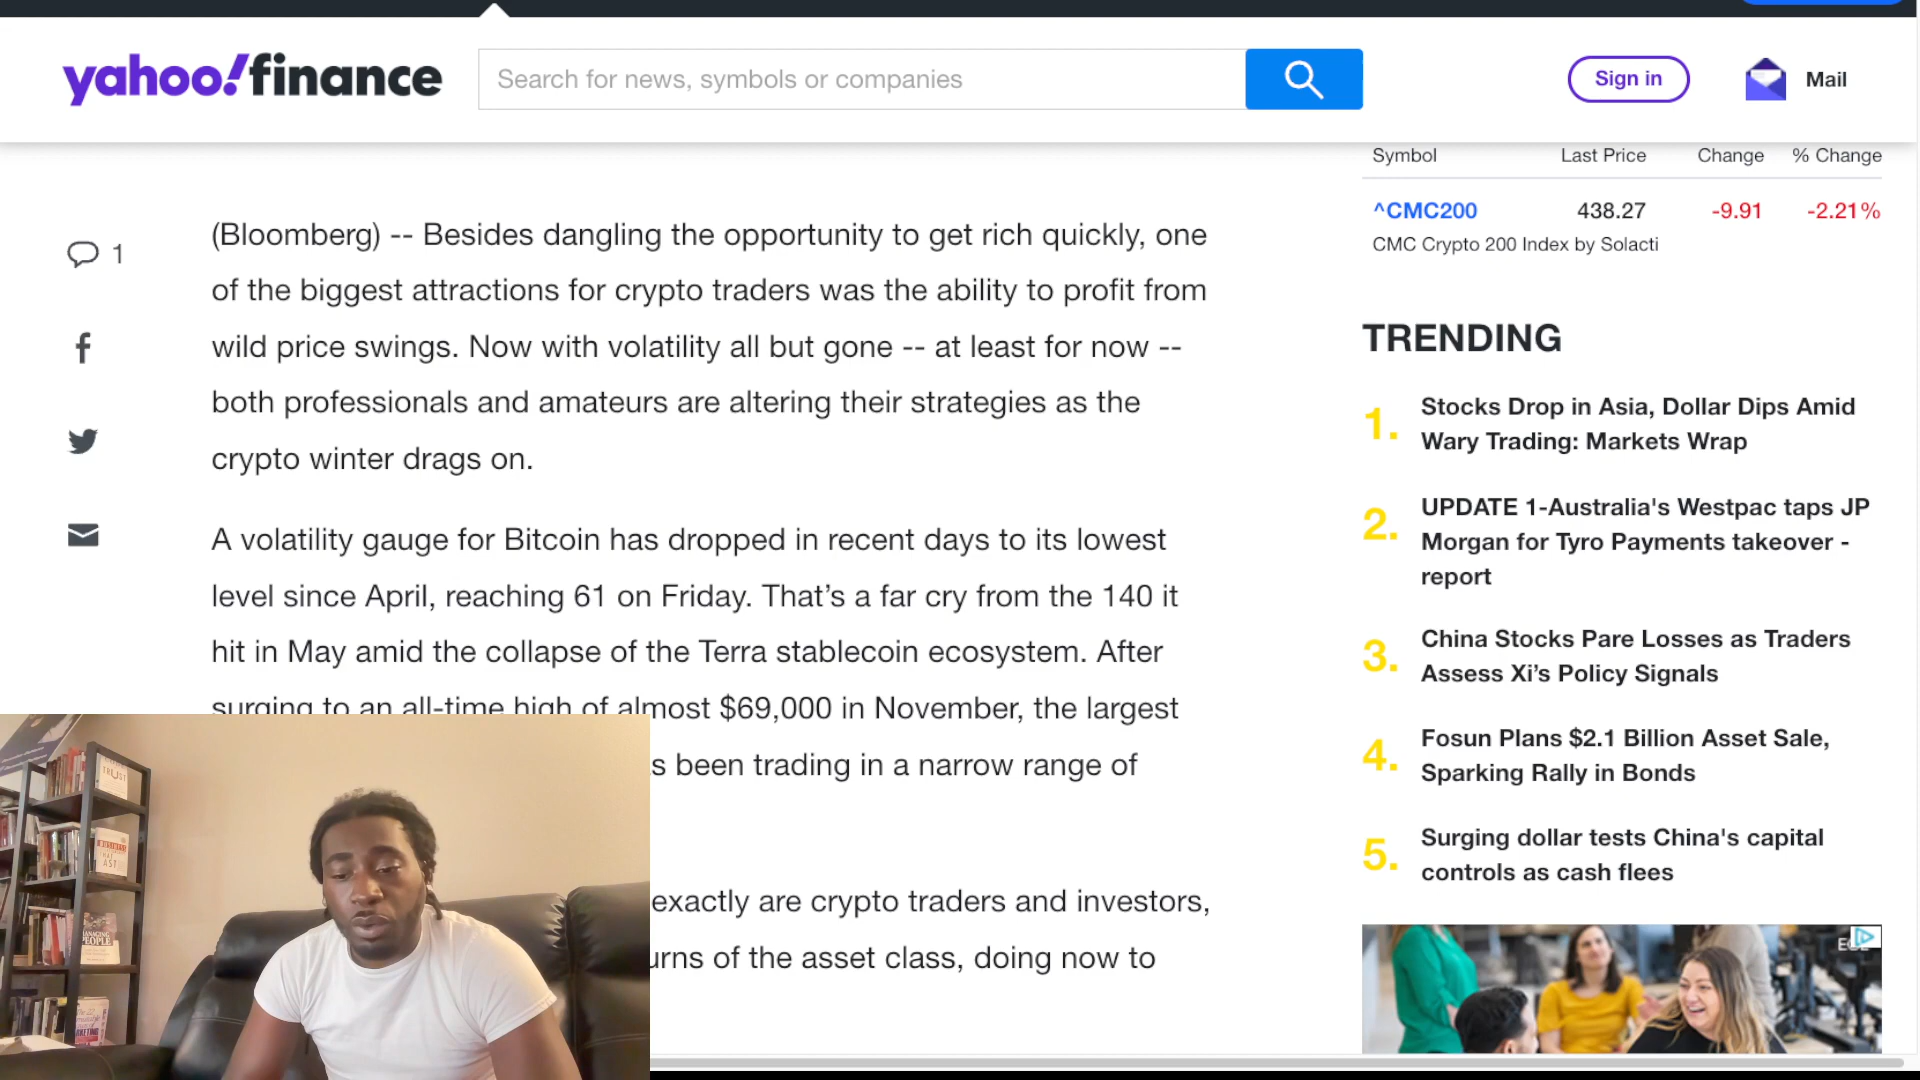 yahoo!finance
Search for news, symbols or companies
Sign in
Mail
Symbol Last Price Change % Change
^CMC200 438.27 -9.91 -2.21%
CMC Crypto 200 Index by Solacti
1
(Bloomberg) -- Besides dangling the opportunity to get rich quickly, one
of the biggest attractions for crypto traders was the ability to profit from
wild price swings. Now with volatility all but gone -- at least for now --
both professionals and amateurs are altering their strategies as the
crypto winter drags on.
A volatility gauge for Bitcoin has dropped in recent days to its lowest
level since April, reaching 61 on Friday. That’s a far cry from the 140 it
hit in May amid the collapse of the Terra stablecoin ecosystem. After
surging to an all-time high of almost $69,000 in November, the largest
s been trading in a narrow range of
exactly are crypto traders and investors,
urns of the asset class, doing now to
TRENDING
1. Stocks Drop in Asia, Dollar Dips Amid
Wary Trading: Markets Wrap
2. UPDATE 1-Australia's Westpac taps JP
Morgan for Tyro Payments takeover -
report
3. China Stocks Pare Losses as Traders
Assess Xi’s Policy Signals
4. Fosun Plans $2.1 Billion Asset Sale,
Sparking Rally in Bonds
5. Surging dollar tests China's capital
controls as cash flees
TRUST
BUSINESS
MANAGING
PEOPLE